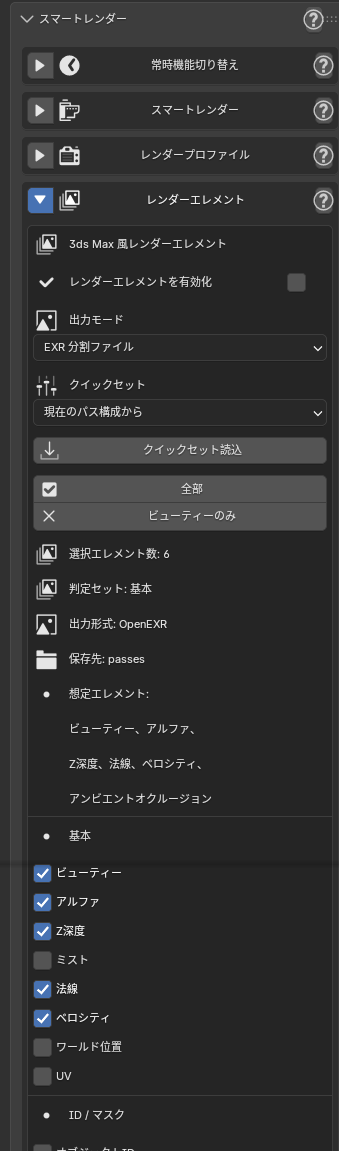 スマートレンダー
常時機能切り替え
スマートレンダー
レンダープロファイル
レンダーエレメント
3ds Max 風レンダーエレメント
レンダーエレメントを有効化
出力モード
EXR 分割ファイル
クイックセット
現在のパス構成から
クイックセット読込
全部
ビューティーのみ
選択エレメント数: 6
判定セット: 基本
出力形式: OpenEXR
保存先: passes
想定エレメント:
ビューティー、アルファ、
Z深度、法線、ベロシティ、
アンビエントオクルージョン
基本
ビューティー
アルファ
Z深度
ミスト
法線
ベロシティ
ワールド位置
UV
ID / マスク
オブジェクトID